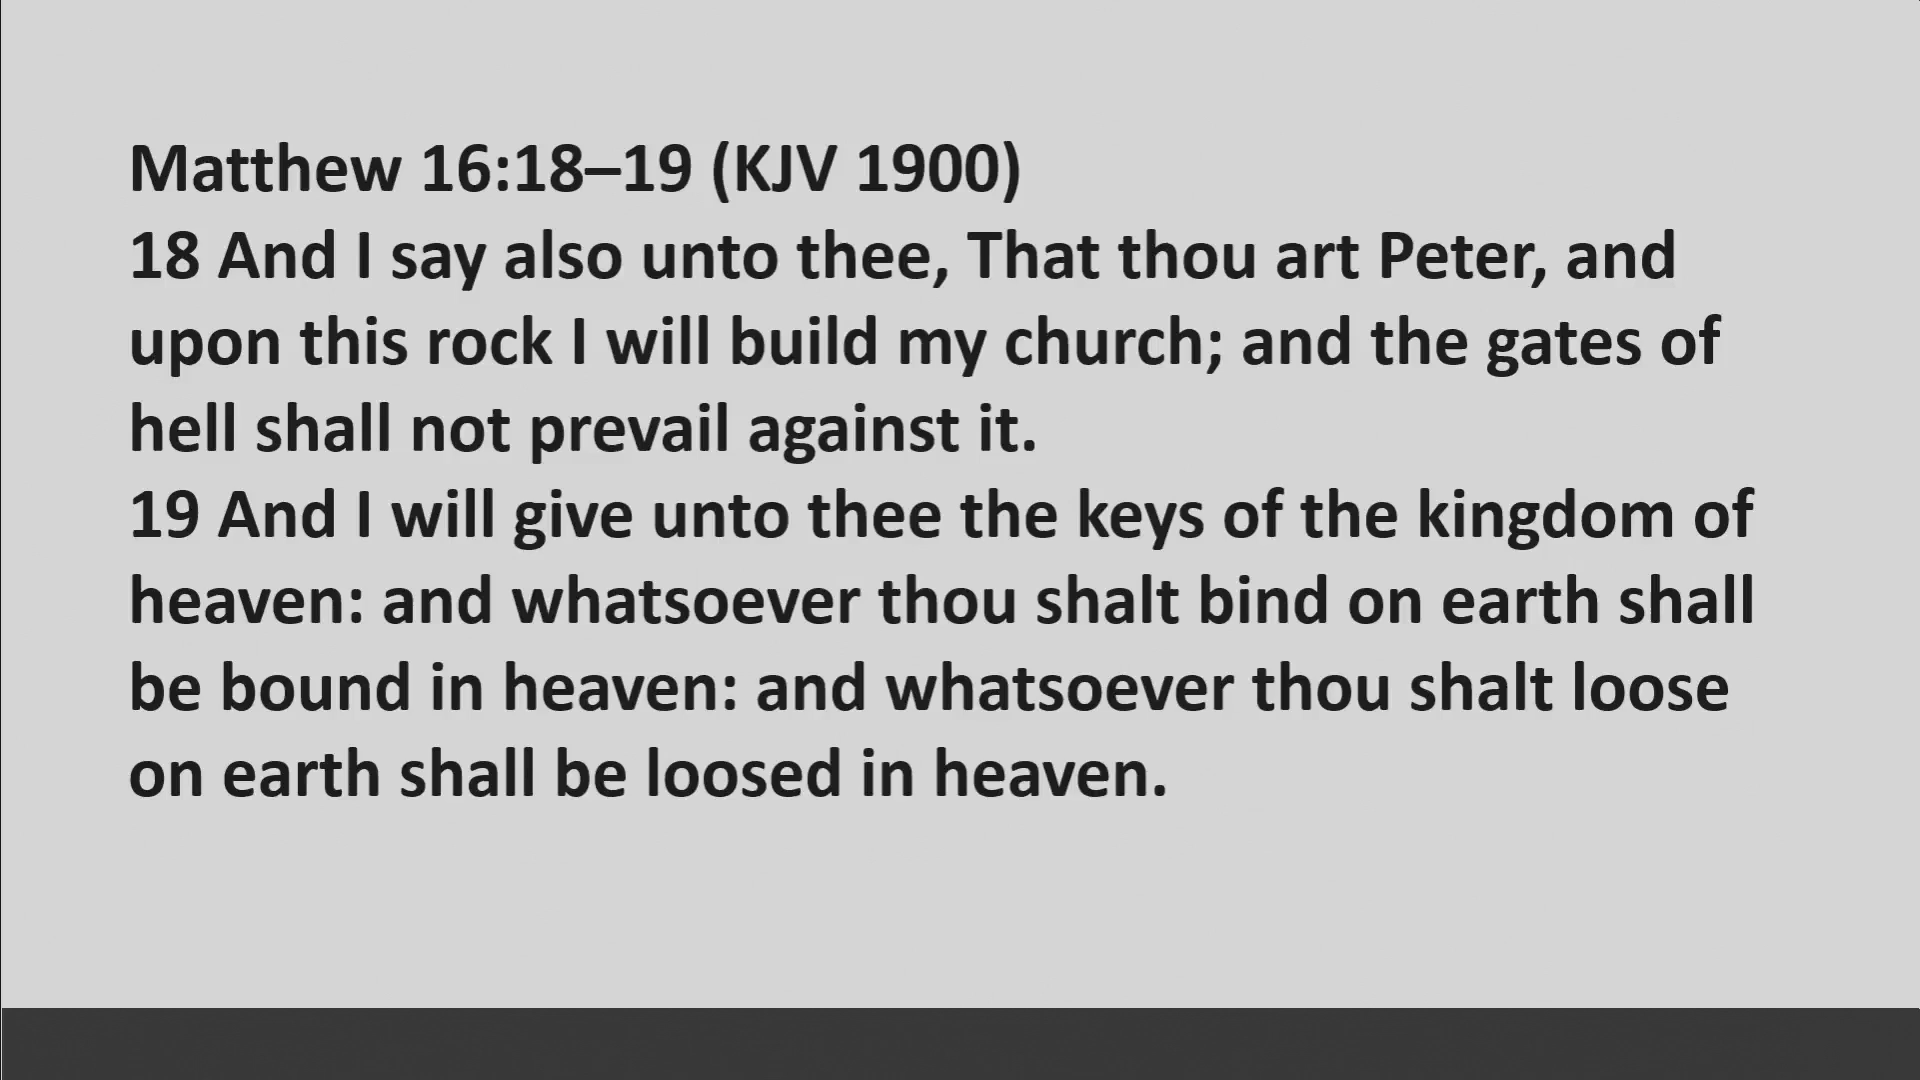 Matthew 16:18–19 (KJV 1900)
18 And I say also unto thee, That thou art Peter, and
upon this rock I will build my church; and the gates of
hell shall not prevail against it.
19 And I will give unto thee the keys of the kingdom of
heaven: and whatsoever thou shalt bind on earth shall
be bound in heaven: and whatsoever thou shalt loose
on earth shall be loosed in heaven.